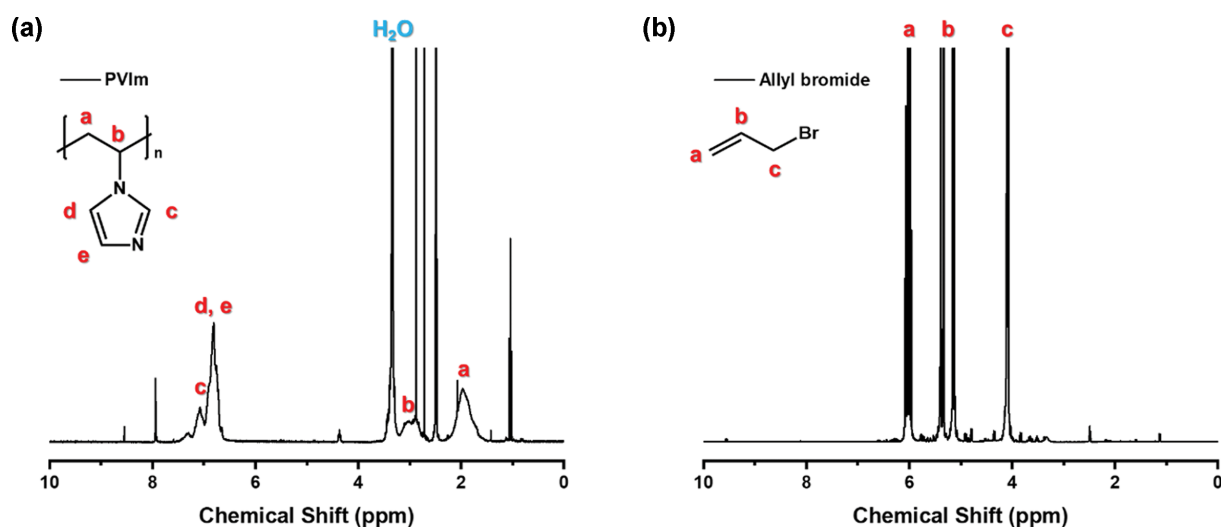 (a)
H₂O
PVIm
a
b
n
N
d
c
N
e
d, e
c
b
a
10
8
6
4
2
0
Chemical Shift (ppm)
(b)
a
b
c
Allyl bromide
b
Br
a
c
10
8
6
4
2
0
Chemical Shift (ppm)